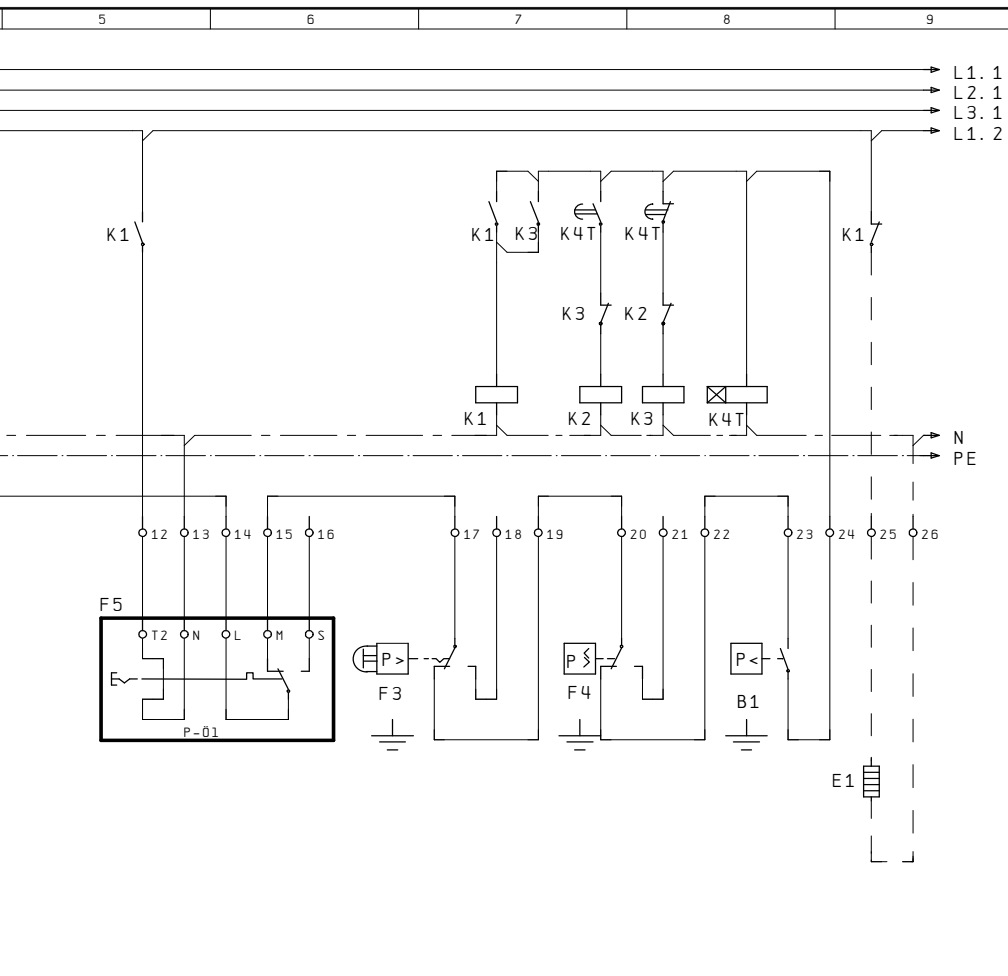 5 6 7 8 9
L1.1
L2.1
L3.1
L1.2
K1 K1 K3 K4T K4T K1
K3 K2
K1 K2 K3 K4T
N
PE
12 13 14 15 16 17 18 19 20 21 22 23 24 25 26
F5
T2 N L M S
P> P P<
F3 F4 B1
P-Öl
E1